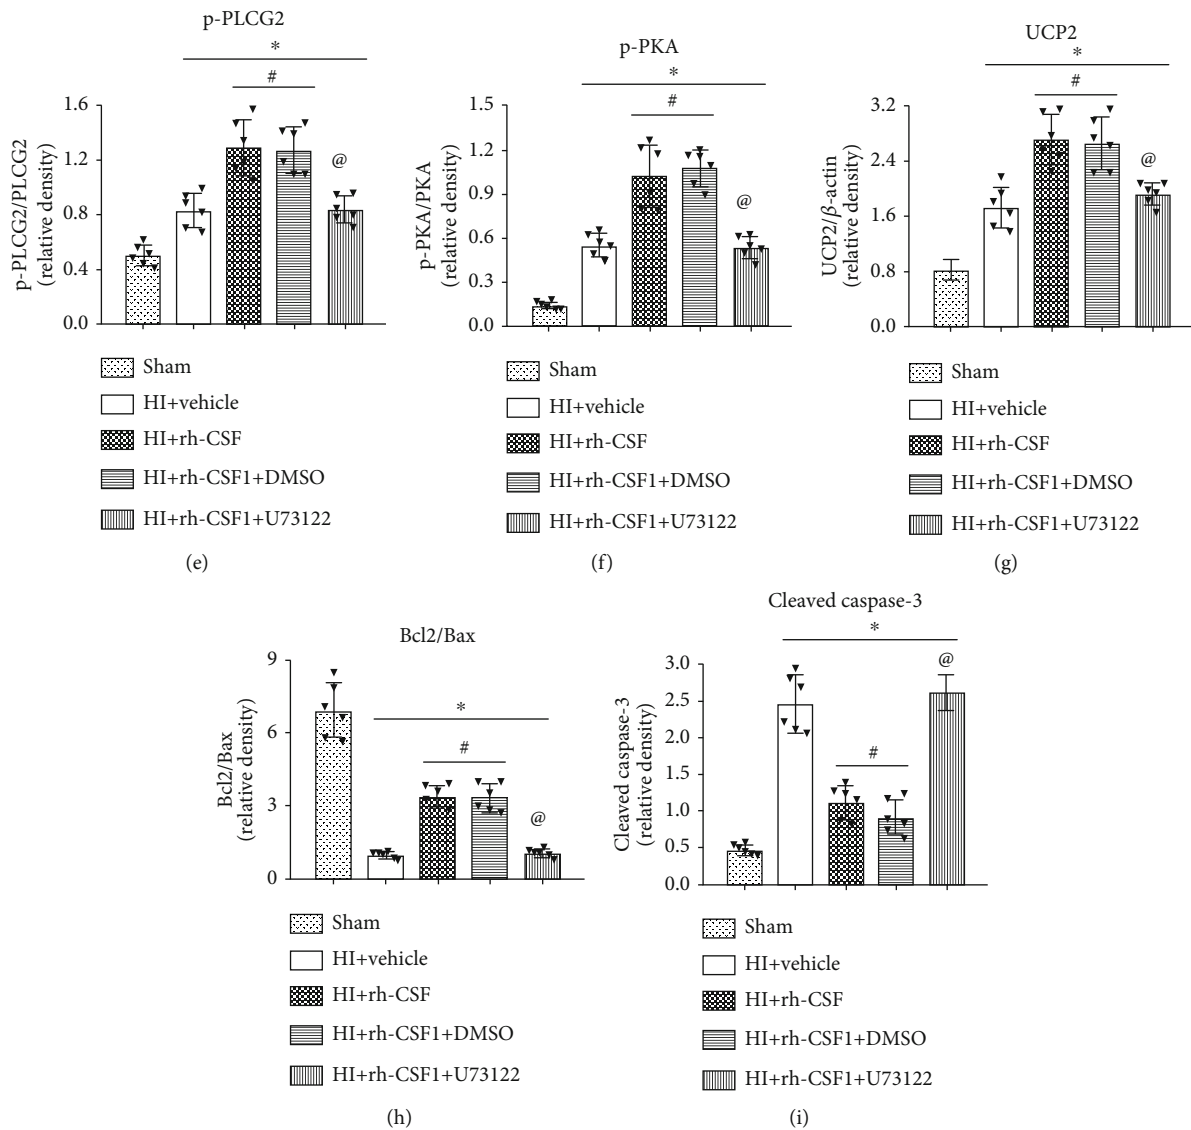 p-PLCG2
*
#
@
p-PLCG2/PLCG2
(relative density)
1.6
1.2
0.8
0.4
0.0
Sham
HI+vehicle
HI+rh-CSF
HI+rh-CSF1+DMSO
HI+rh-CSF1+U73122
(e)
p-PKA
*
#
@
p-PKA/PKA
(relative density)
1.5
1.2
0.9
0.6
0.3
0.0
Sham
HI+vehicle
HI+rh-CSF
HI+rh-CSF1+DMSO
HI+rh-CSF1+U73122
(f)
UCP2
*
#
@
UCP2/β-actin
(relative density)
3.2
2.4
1.6
0.8
0.0
Sham
HI+vehicle
HI+rh-CSF
HI+rh-CSF1+DMSO
HI+rh-CSF1+U73122
(g)
Bcl2/Bax
*
#
@
Bcl2/Bax
(relative density)
9
6
3
0
Sham
HI+vehicle
HI+rh-CSF
HI+rh-CSF1+DMSO
HI+rh-CSF1+U73122
(h)
Cleaved caspase-3
*
@
#
Cleaved caspase-3
(relative density)
3.0
2.5
2.0
1.5
1.0
0.5
0.0
Sham
HI+vehicle
HI+rh-CSF
HI+rh-CSF1+DMSO
HI+rh-CSF1+U73122
(i)